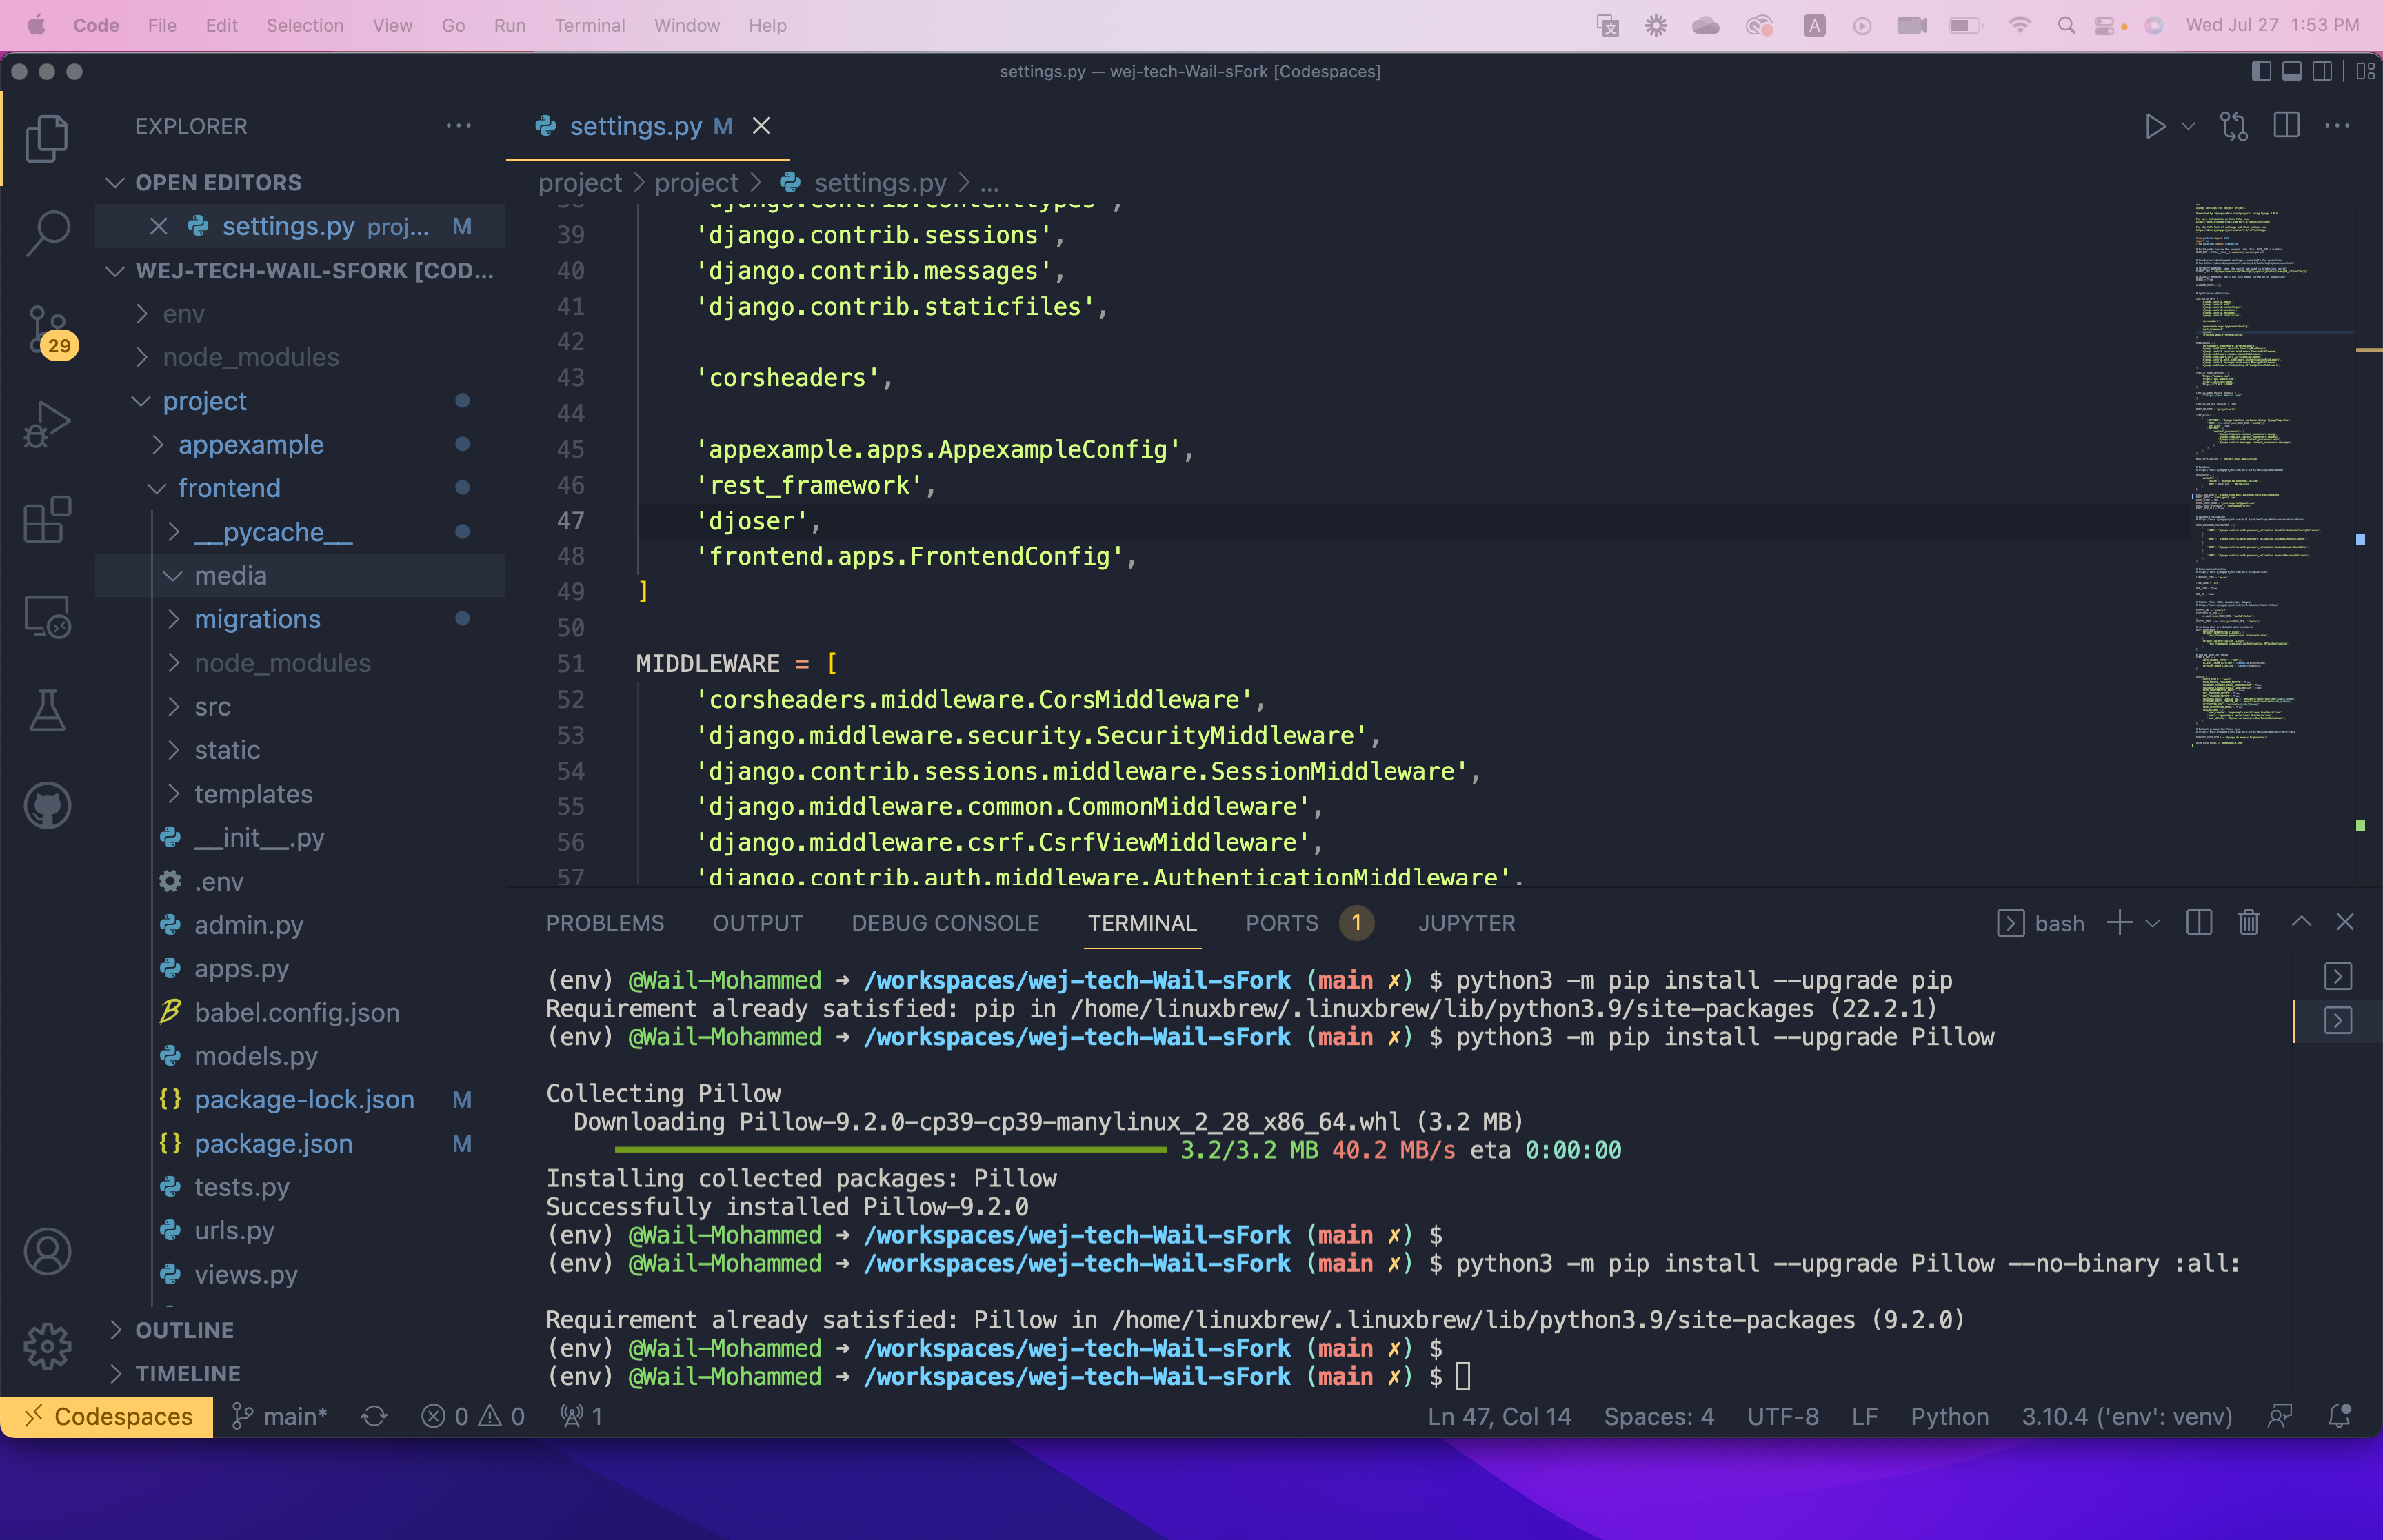 Code File Edit Selection View Go Run Terminal Window Help
A
Wed Jul 27 1:53 PM
settings.py — wej-tech-Wail-sFork [Codespaces]
EXPLORER
OPEN EDITORS
settings.py proj... M
WEJ-TECH-WAIL-SFORK [COD...
env
node_modules
project
appexample
frontend
__pycache__
media
migrations
node_modules
src
static
templates
__init__.py
.env
admin.py
apps.py
babel.config.json
models.py
package-lock.json M
package.json M
tests.py
urls.py
views.py
OUTLINE
TIMELINE
29
settings.py M
project > project > settings.py > ...
38 'django.contrib.contenttypes',
39 'django.contrib.sessions',
40 'django.contrib.messages',
41 'django.contrib.staticfiles',
42
43 'corsheaders',
44
45 'appexample.apps.AppexampleConfig',
46 'rest_framework',
47 'djoser',
48 'frontend.apps.FrontendConfig',
49 ]
50
51 MIDDLEWARE = [
52 'corsheaders.middleware.CorsMiddleware',
53 'django.middleware.security.SecurityMiddleware',
54 'django.contrib.sessions.middleware.SessionMiddleware',
55 'django.middleware.common.CommonMiddleware',
56 'django.middleware.csrf.CsrfViewMiddleware',
57 'django.contrib.auth.middleware.AuthenticationMiddleware',
PROBLEMS OUTPUT DEBUG CONSOLE TERMINAL PORTS 1 JUPYTER
bash
(env) @Wail-Mohammed ➜ /workspaces/wej-tech-Wail-sFork (main ✗) $ python3 -m pip install --upgrade pip
Requirement already satisfied: pip in /home/linuxbrew/.linuxbrew/lib/python3.9/site-packages (22.2.1)
(env) @Wail-Mohammed ➜ /workspaces/wej-tech-Wail-sFork (main ✗) $ python3 -m pip install --upgrade Pillow
Collecting Pillow
Downloading Pillow-9.2.0-cp39-cp39-manylinux_2_28_x86_64.whl (3.2 MB)
3.2/3.2 MB 40.2 MB/s eta 0:00:00
Installing collected packages: Pillow
Successfully installed Pillow-9.2.0
(env) @Wail-Mohammed ➜ /workspaces/wej-tech-Wail-sFork (main ✗) $
(env) @Wail-Mohammed ➜ /workspaces/wej-tech-Wail-sFork (main ✗) $ python3 -m pip install --upgrade Pillow --no-binary :all:
Requirement already satisfied: Pillow in /home/linuxbrew/.linuxbrew/lib/python3.9/site-packages (9.2.0)
(env) @Wail-Mohammed ➜ /workspaces/wej-tech-Wail-sFork (main ✗) $
(env) @Wail-Mohammed ➜ /workspaces/wej-tech-Wail-sFork (main ✗) $
Codespaces main* 0 0 1 Ln 47, Col 14 Spaces: 4 UTF-8 LF Python 3.10.4 ('env': venv)